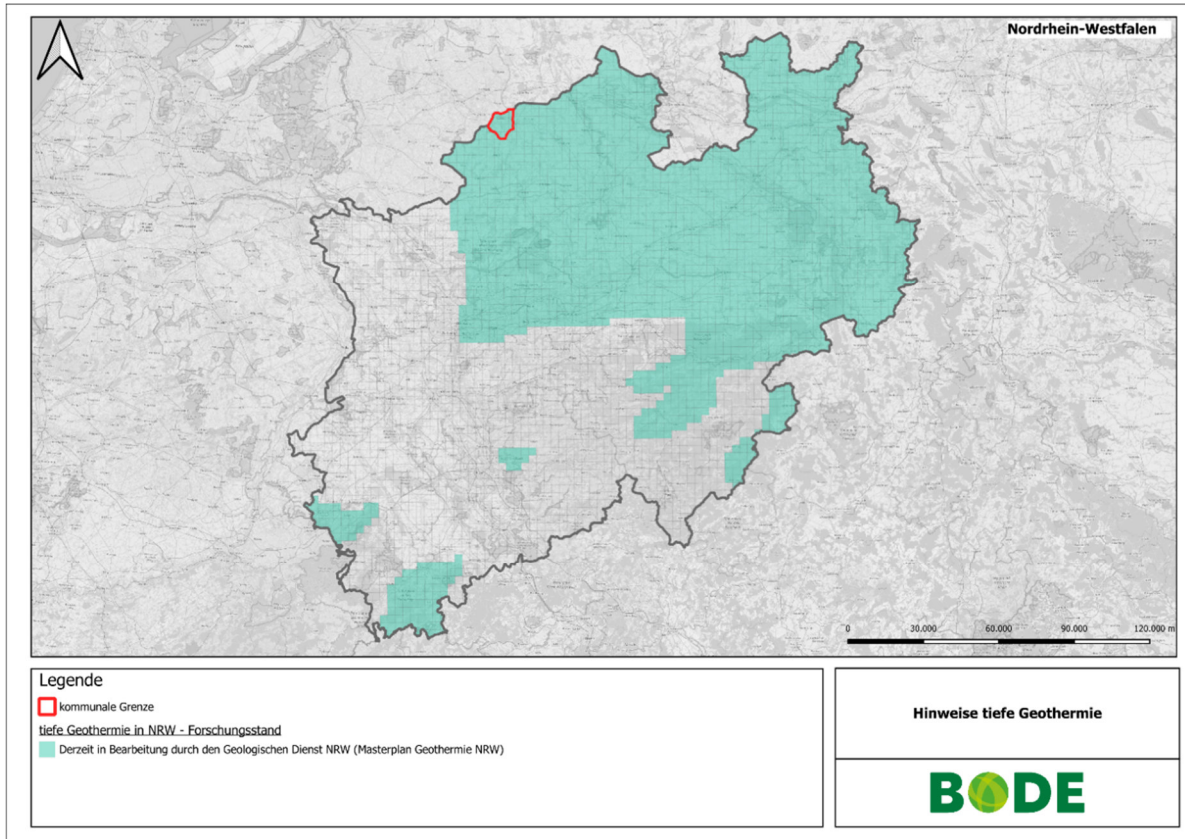 Nordrhein-Westfalen
0 30.000 60.000 90.000 120.000 m
Legende
kommunale Grenze
tiefe Geothermie in NRW - Forschungsstand
Derzeit in Bearbeitung durch den Geologischen Dienst NRW (Masterplan Geothermie NRW)
Hinweise tiefe Geothermie
BODE